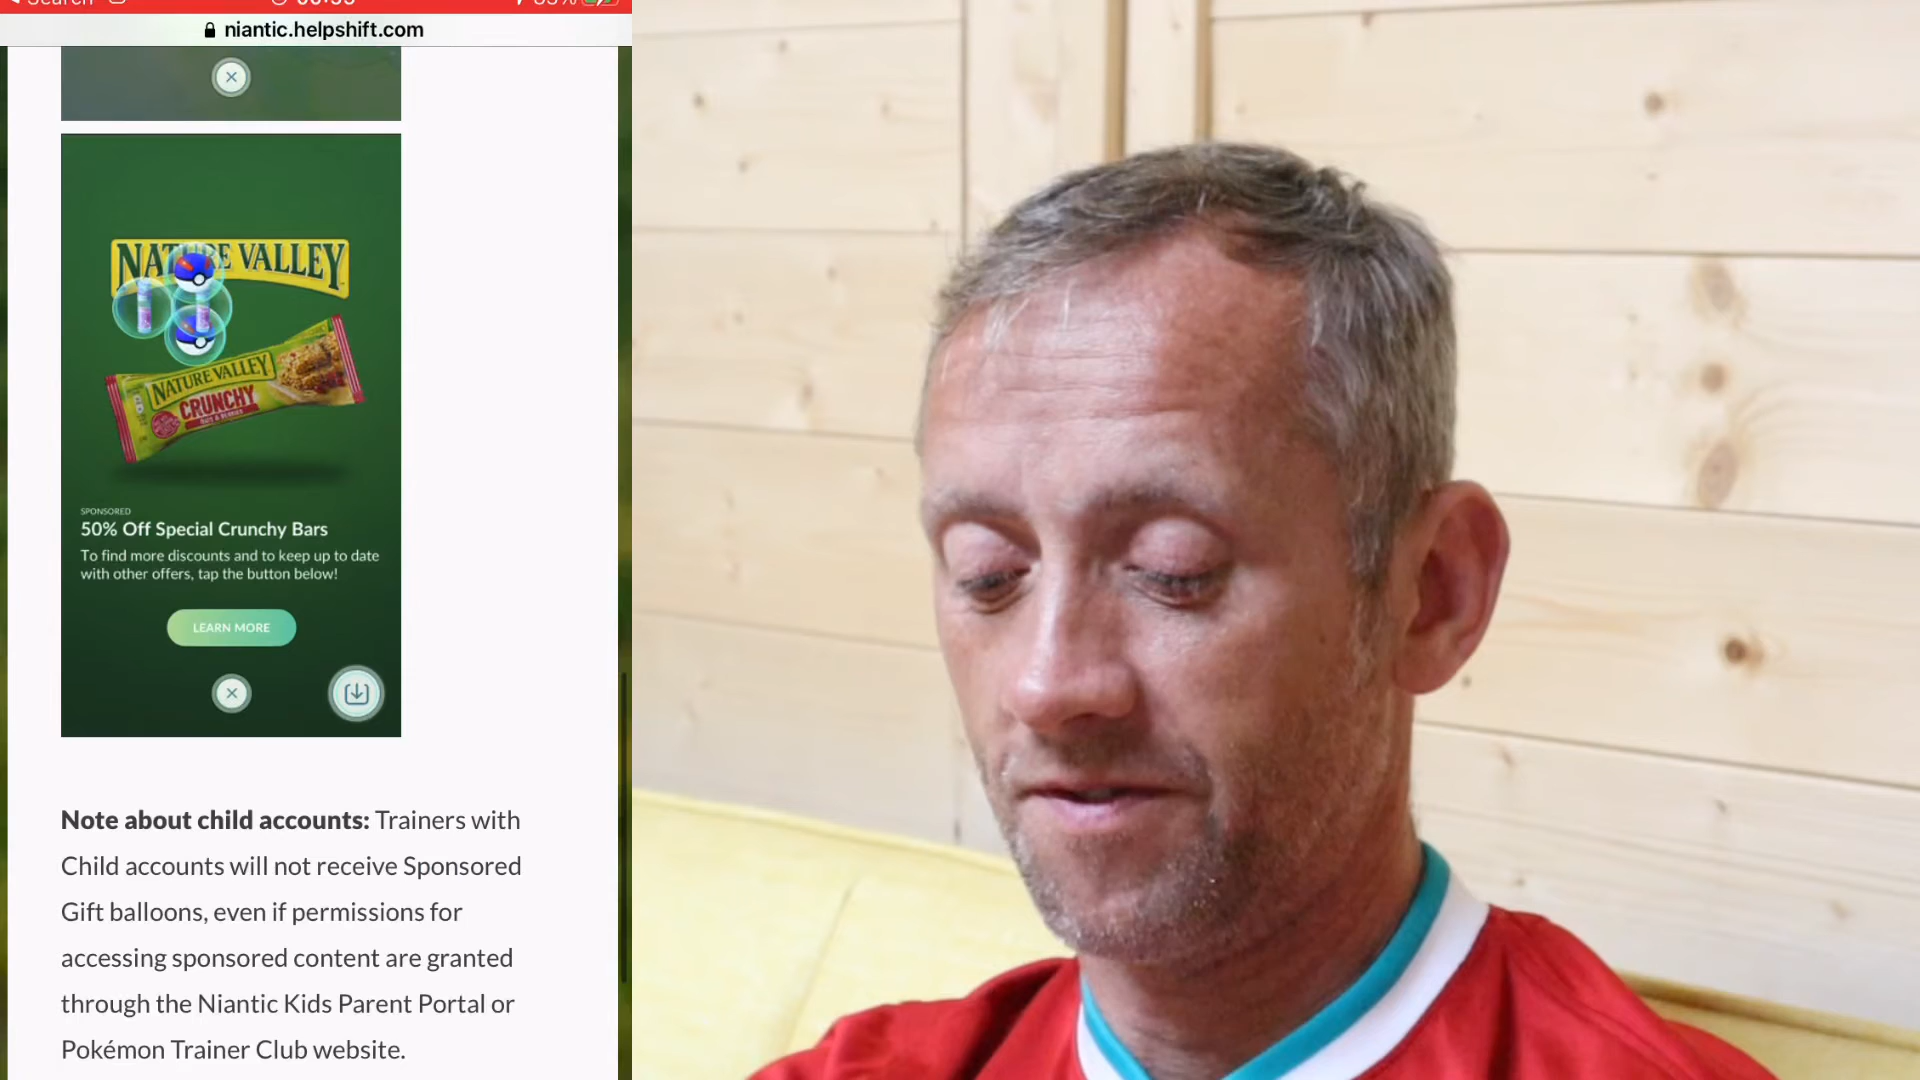 niantic.helpshift.com
NATURE VALLEY
NATURE VALLEY
CRUNCHY
SPONSORED
50% Off Special Crunchy Bars
To find more discounts and to keep up to date
with other offers, tap the button below!
LEARN MORE
Note about child accounts: Trainers with
Child accounts will not receive Sponsored
Gift balloons, even if permissions for
accessing sponsored content are granted
through the Niantic Kids Parent Portal or
Pokémon Trainer Club website.